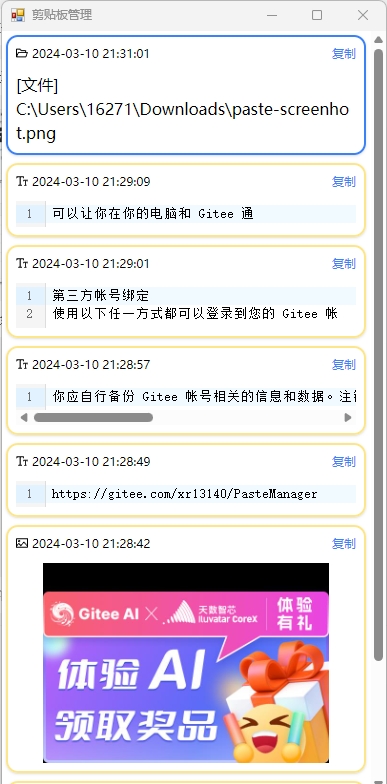 剪贴板管理
2024-03-10 21:31:01 复制
[文件]
C:\Users\16271\Downloads\paste-screensho
t.png
Tr 2024-03-10 21:29:09 复制
1 可以让你在你的电脑和 Gitee 通
Tr 2024-03-10 21:29:01 复制
1 第三方帐号绑定
2 使用以下任一方式都可以登录到您的 Gitee 帐
Tr 2024-03-10 21:28:57 复制
1 你应自行备份 Gitee 帐号相关的信息和数据。注
Tr 2024-03-10 21:28:49 复制
1 https://gitee.com/xr13140/PasteManager
2024-03-10 21:28:42 复制
Gitee AI × 天数智芯 Iluvatar CoreX 体验有礼
体验 AI
领取奖品